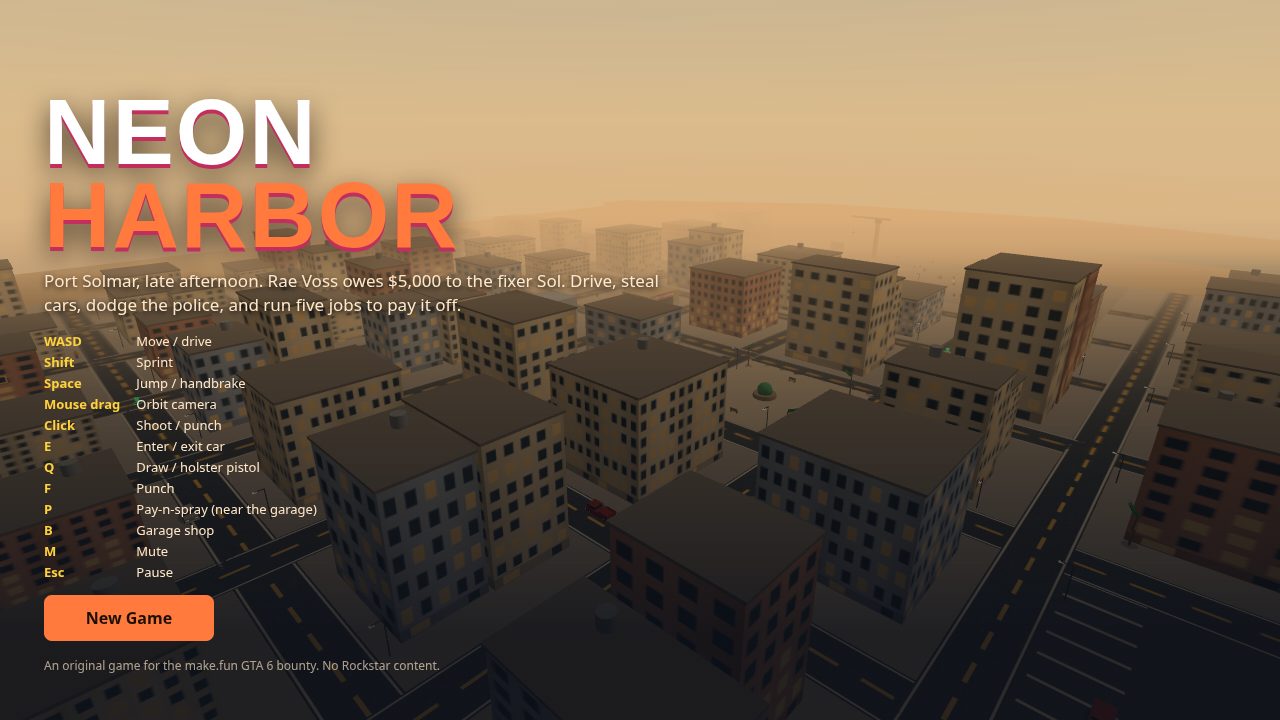 NEON
HARBOR
Port Solmar, late afternoon. Rae Voss owes $5,000 to the fixer Sol. Drive, steal
cars, dodge the police, and run five jobs to pay it off.
WASD Move / drive
Shift Sprint
Space Jump / handbrake
Mouse drag Orbit camera
Click Shoot / punch
E Enter / exit car
Q Draw / holster pistol
F Punch
P Pay-n-spray (near the garage)
B Garage shop
M Mute
Esc Pause
New Game
An original game for the make.fun GTA 6 bounty. No Rockstar content.